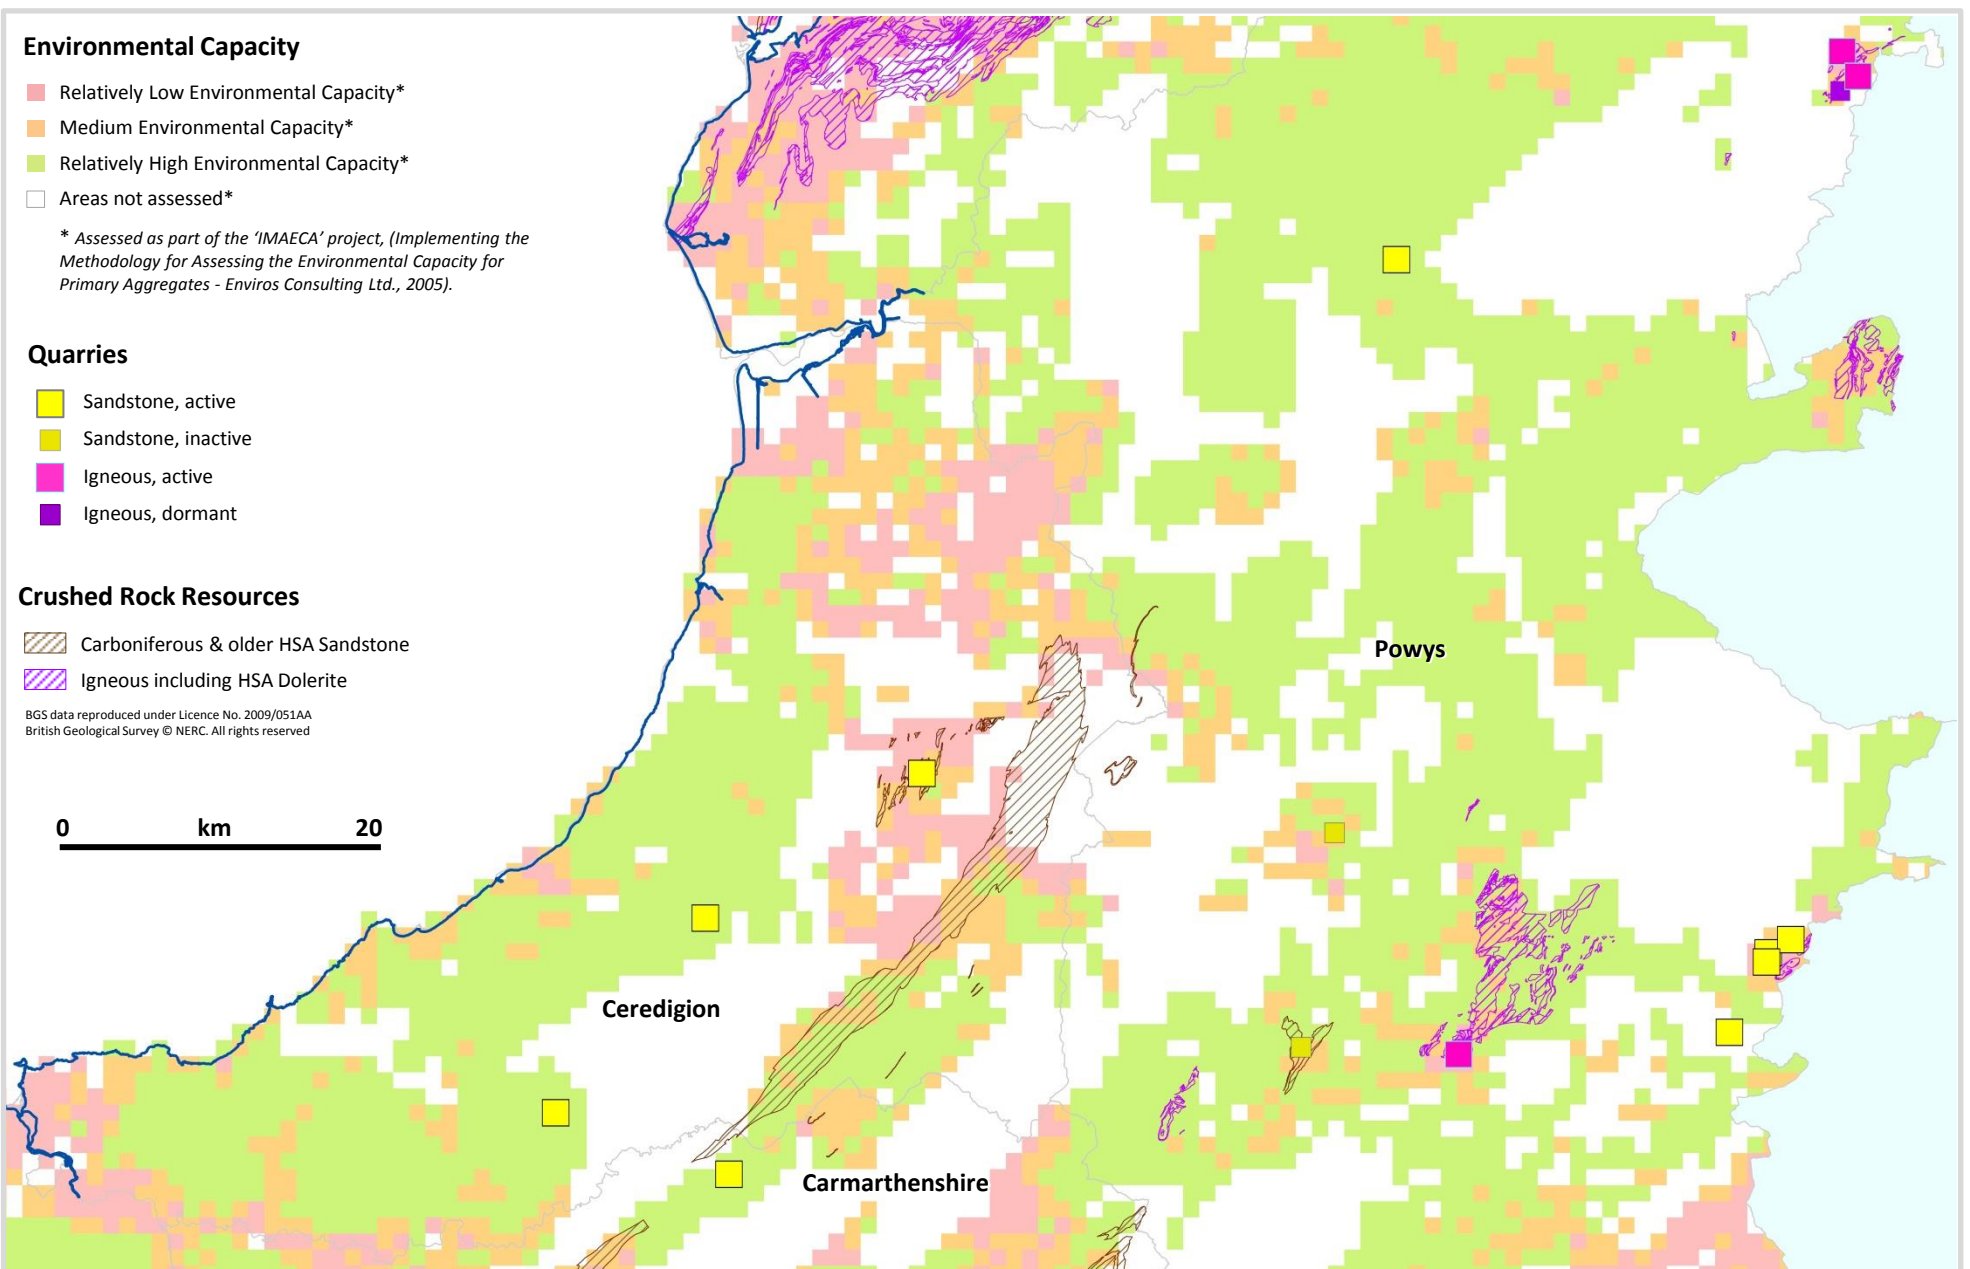 Environmental Capacity
Relatively Low Environmental Capacity*
Medium Environmental Capacity*
Relatively High Environmental Capacity*
Areas not assessed*
* Assessed as part of the ‘IMAECA’ project, (Implementing the
Methodology for Assessing the Environmental Capacity for
Primary Aggregates - Enviros Consulting Ltd., 2005).
Quarries
Sandstone, active
Sandstone, inactive
Igneous, active
Igneous, dormant
Crushed Rock Resources
Carboniferous & older HSA Sandstone
Igneous including HSA Dolerite
BGS data reproduced under Licence No. 2009/051AA
British Geological Survey © NERC. All rights reserved
0 km 20
Powys
Ceredigion
Carmarthenshire